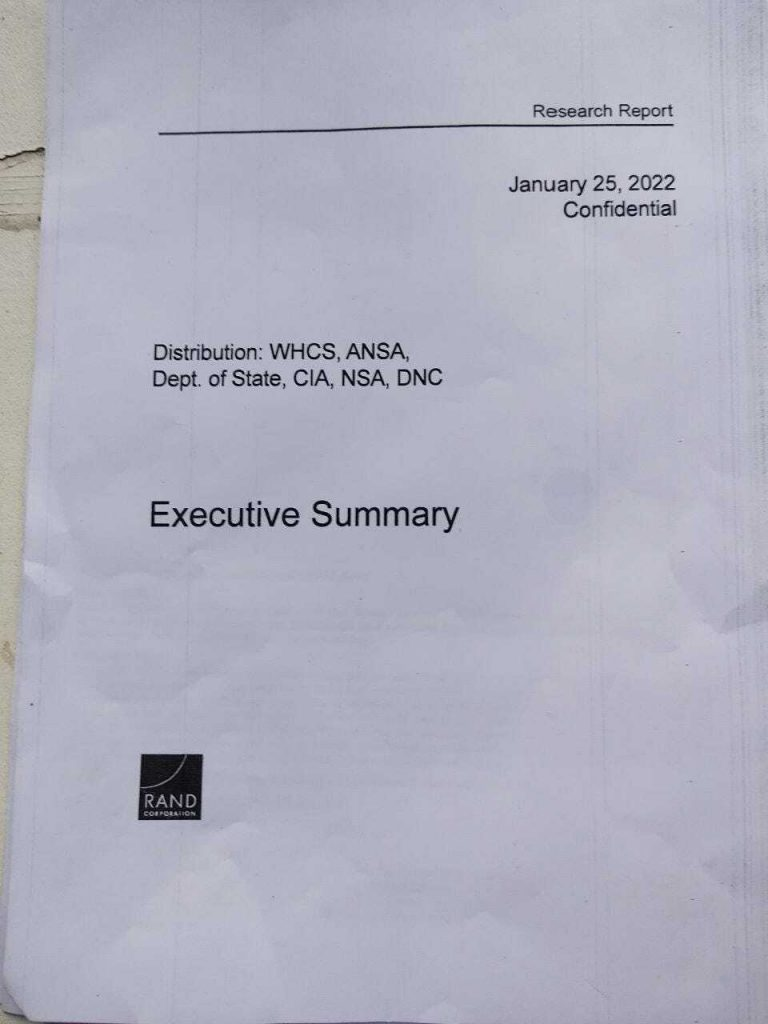 Research Report
January 25, 2022
Confidential
Distribution: WHCS, ANSA,
Dept. of State, CIA, NSA, DNC
Executive Summary
RAND
CORPORATION